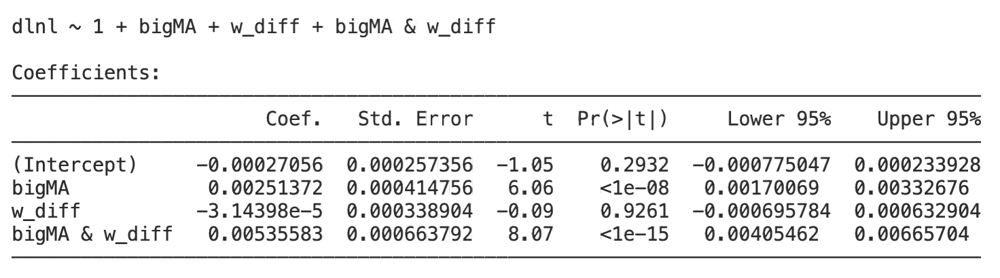 dlnl ~ 1 + bigMA + w_diff + bigMA & w_diff
Coefficients:
Coef. Std. Error t Pr(>|t|) Lower 95% Upper 95%
(Intercept) −0.00027056 0.000257356 −1.05 0.2932 −0.000775047 0.000233928
bigMA 0.00251372 0.000414756 6.06 <1e−08 0.00170069 0.00332676
w_diff −3.14398e−5 0.000338904 −0.09 0.9261 −0.000695784 0.000632904
bigMA & w_diff 0.00535583 0.000663792 8.07 <1e−15 0.00405462 0.00665704